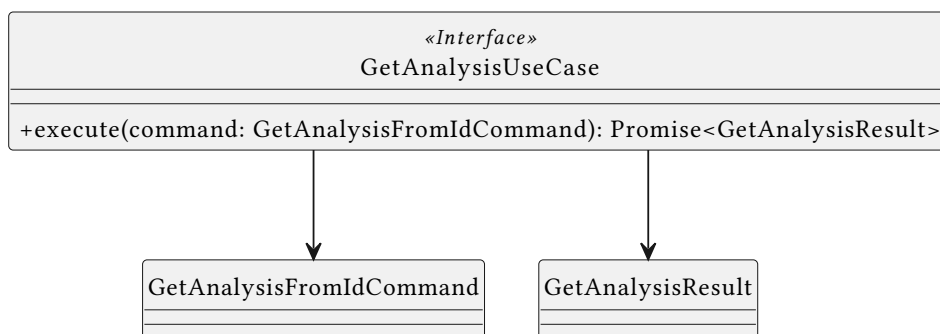 «Interface»
GetAnalysisUseCase
+execute(command: GetAnalysisFromIdCommand): Promise<GetAnalysisResult>
GetAnalysisFromIdCommand
GetAnalysisResult